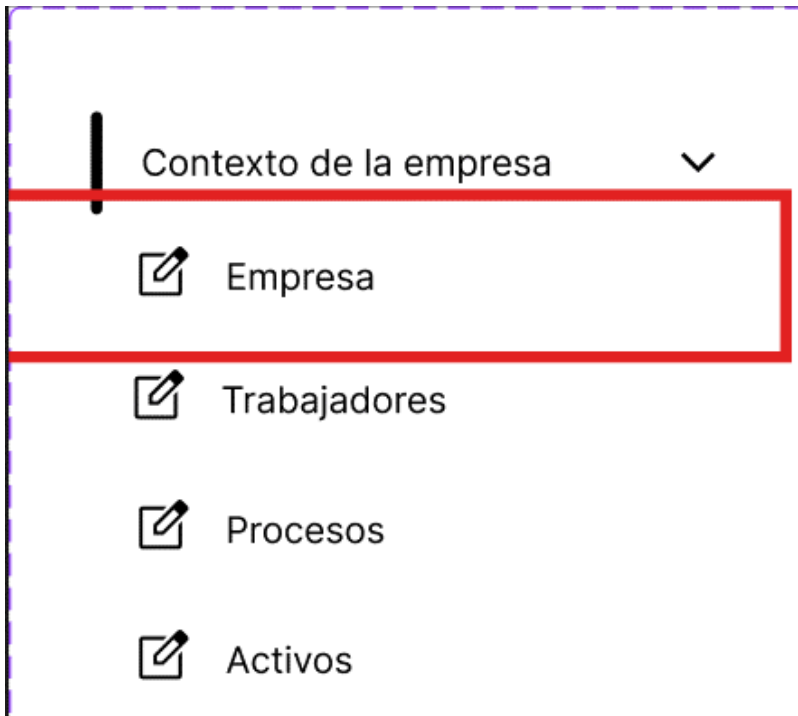 Contexto de la empresa
Empresa
Trabajadores
Procesos
Activos